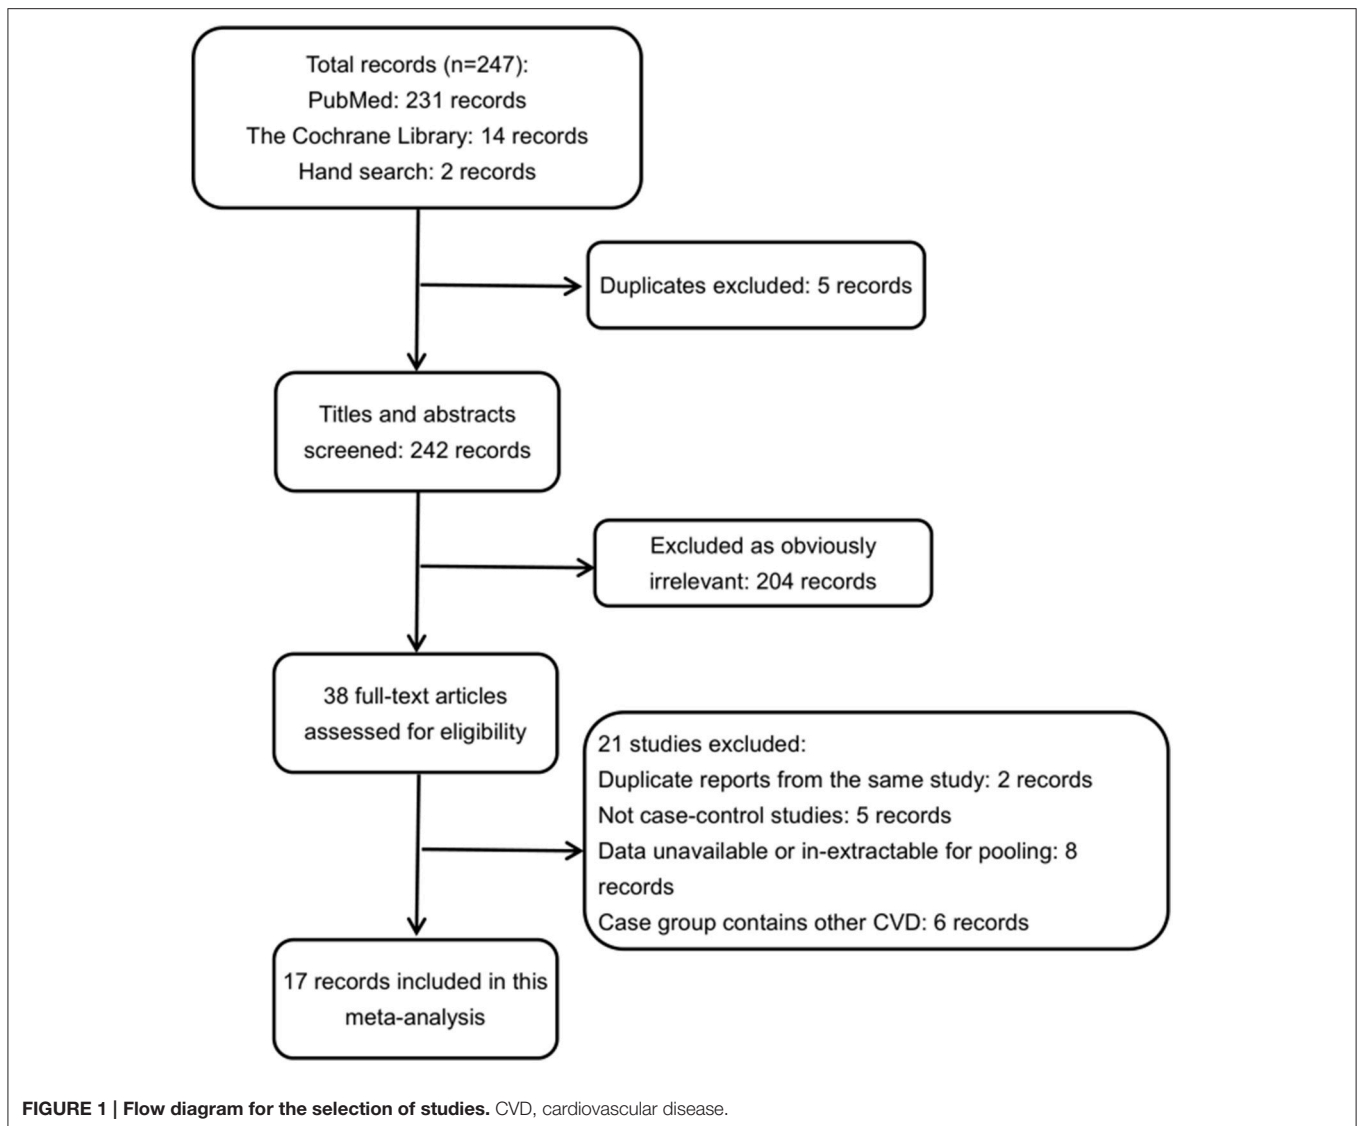 Total records (n=247):
PubMed: 231 records
The Cochrane Library: 14 records
Hand search: 2 records
Duplicates excluded: 5 records
Titles and abstracts
screened: 242 records
Excluded as obviously
irrelevant: 204 records
38 full-text articles
assessed for eligibility
21 studies excluded:
Duplicate reports from the same study: 2 records
Not case-control studies: 5 records
Data unavailable or in-extractable for pooling: 8
records
Case group contains other CVD: 6 records
17 records included in this
meta-analysis
FIGURE 1 | Flow diagram for the selection of studies. CVD, cardiovascular disease.